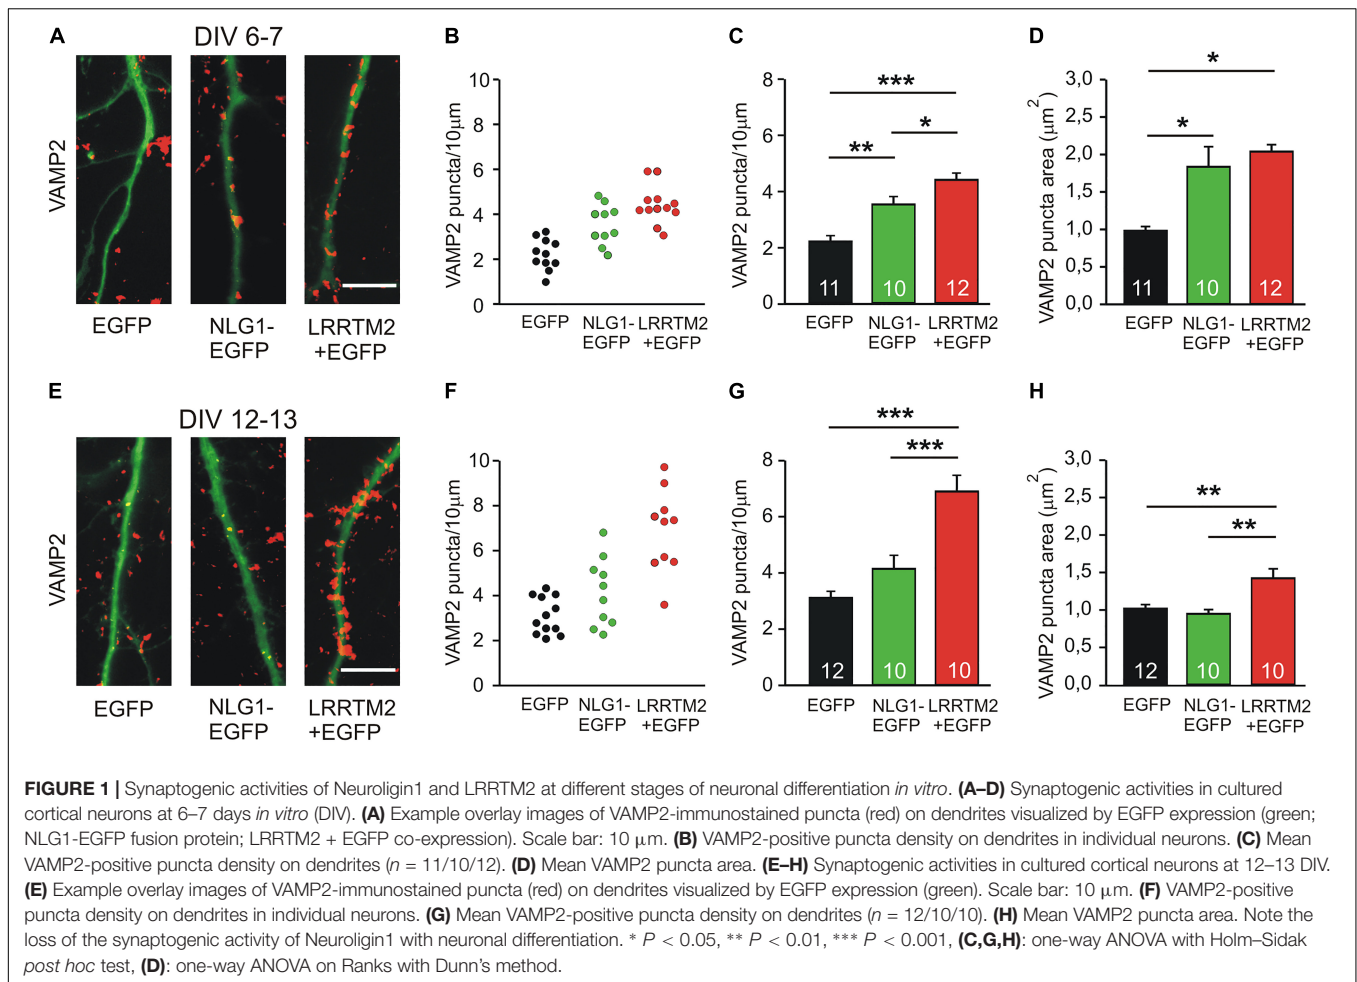 A
DIV 6-7
VAMP2
EGFP
NLG1-
EGFP
LRRTM2
+EGFP
B
VAMP2 puncta/10µm
10
8
6
4
2
0
EGFP
NLG1-
EGFP
LRRTM2
+EGFP
C
VAMP2 puncta/10µm
8
6
4
2
0
***
*
**
11
10
12
EGFP
NLG1-
EGFP
LRRTM2
+EGFP
D
VAMP2 puncta area (µm²)
3,0
2,5
2,0
1,5
1,0
0,5
0,0
*
*
11
10
12
EGFP
NLG1-
EGFP
LRRTM2
+EGFP
E
DIV 12-13
VAMP2
EGFP
NLG1-
EGFP
LRRTM2
+EGFP
F
VAMP2 puncta/10µm
10
8
6
4
2
0
EGFP
NLG1-
EGFP
LRRTM2
+EGFP
G
VAMP2 puncta/10µm
8
6
4
2
0
***
***
12
10
10
EGFP
NLG1-
EGFP
LRRTM2
+EGFP
H
VAMP2 puncta area (µm²)
3,0
2,5
2,0
1,5
1,0
0,5
0,0
**
**
12
10
10
EGFP
NLG1-
EGFP
LRRTM2
+EGFP
FIGURE 1 | Synaptogenic activities of Neuroligin1 and LRRTM2 at different stages of neuronal differentiation in vitro. (A–D) Synaptogenic activities in cultured
cortical neurons at 6–7 days in vitro (DIV). (A) Example overlay images of VAMP2-immunostained puncta (red) on dendrites visualized by EGFP expression (green;
NLG1-EGFP fusion protein; LRRTM2 + EGFP co-expression). Scale bar: 10 µm. (B) VAMP2-positive puncta density on dendrites in individual neurons. (C) Mean
VAMP2-positive puncta density on dendrites (n = 11/10/12). (D) Mean VAMP2 puncta area. (E–H) Synaptogenic activities in cultured cortical neurons at 12–13 DIV.
(E) Example overlay images of VAMP2-immunostained puncta (red) on dendrites visualized by EGFP expression (green). Scale bar: 10 µm. (F) VAMP2-positive
puncta density on dendrites in individual neurons. (G) Mean VAMP2-positive puncta density on dendrites (n = 12/10/10). (H) Mean VAMP2 puncta area. Note the
loss of the synaptogenic activity of Neuroligin1 with neuronal differentiation. * P < 0.05, ** P < 0.01, *** P < 0.001, (C,G,H): one-way ANOVA with Holm–Sidak
post hoc test, (D): one-way ANOVA on Ranks with Dunn's method.